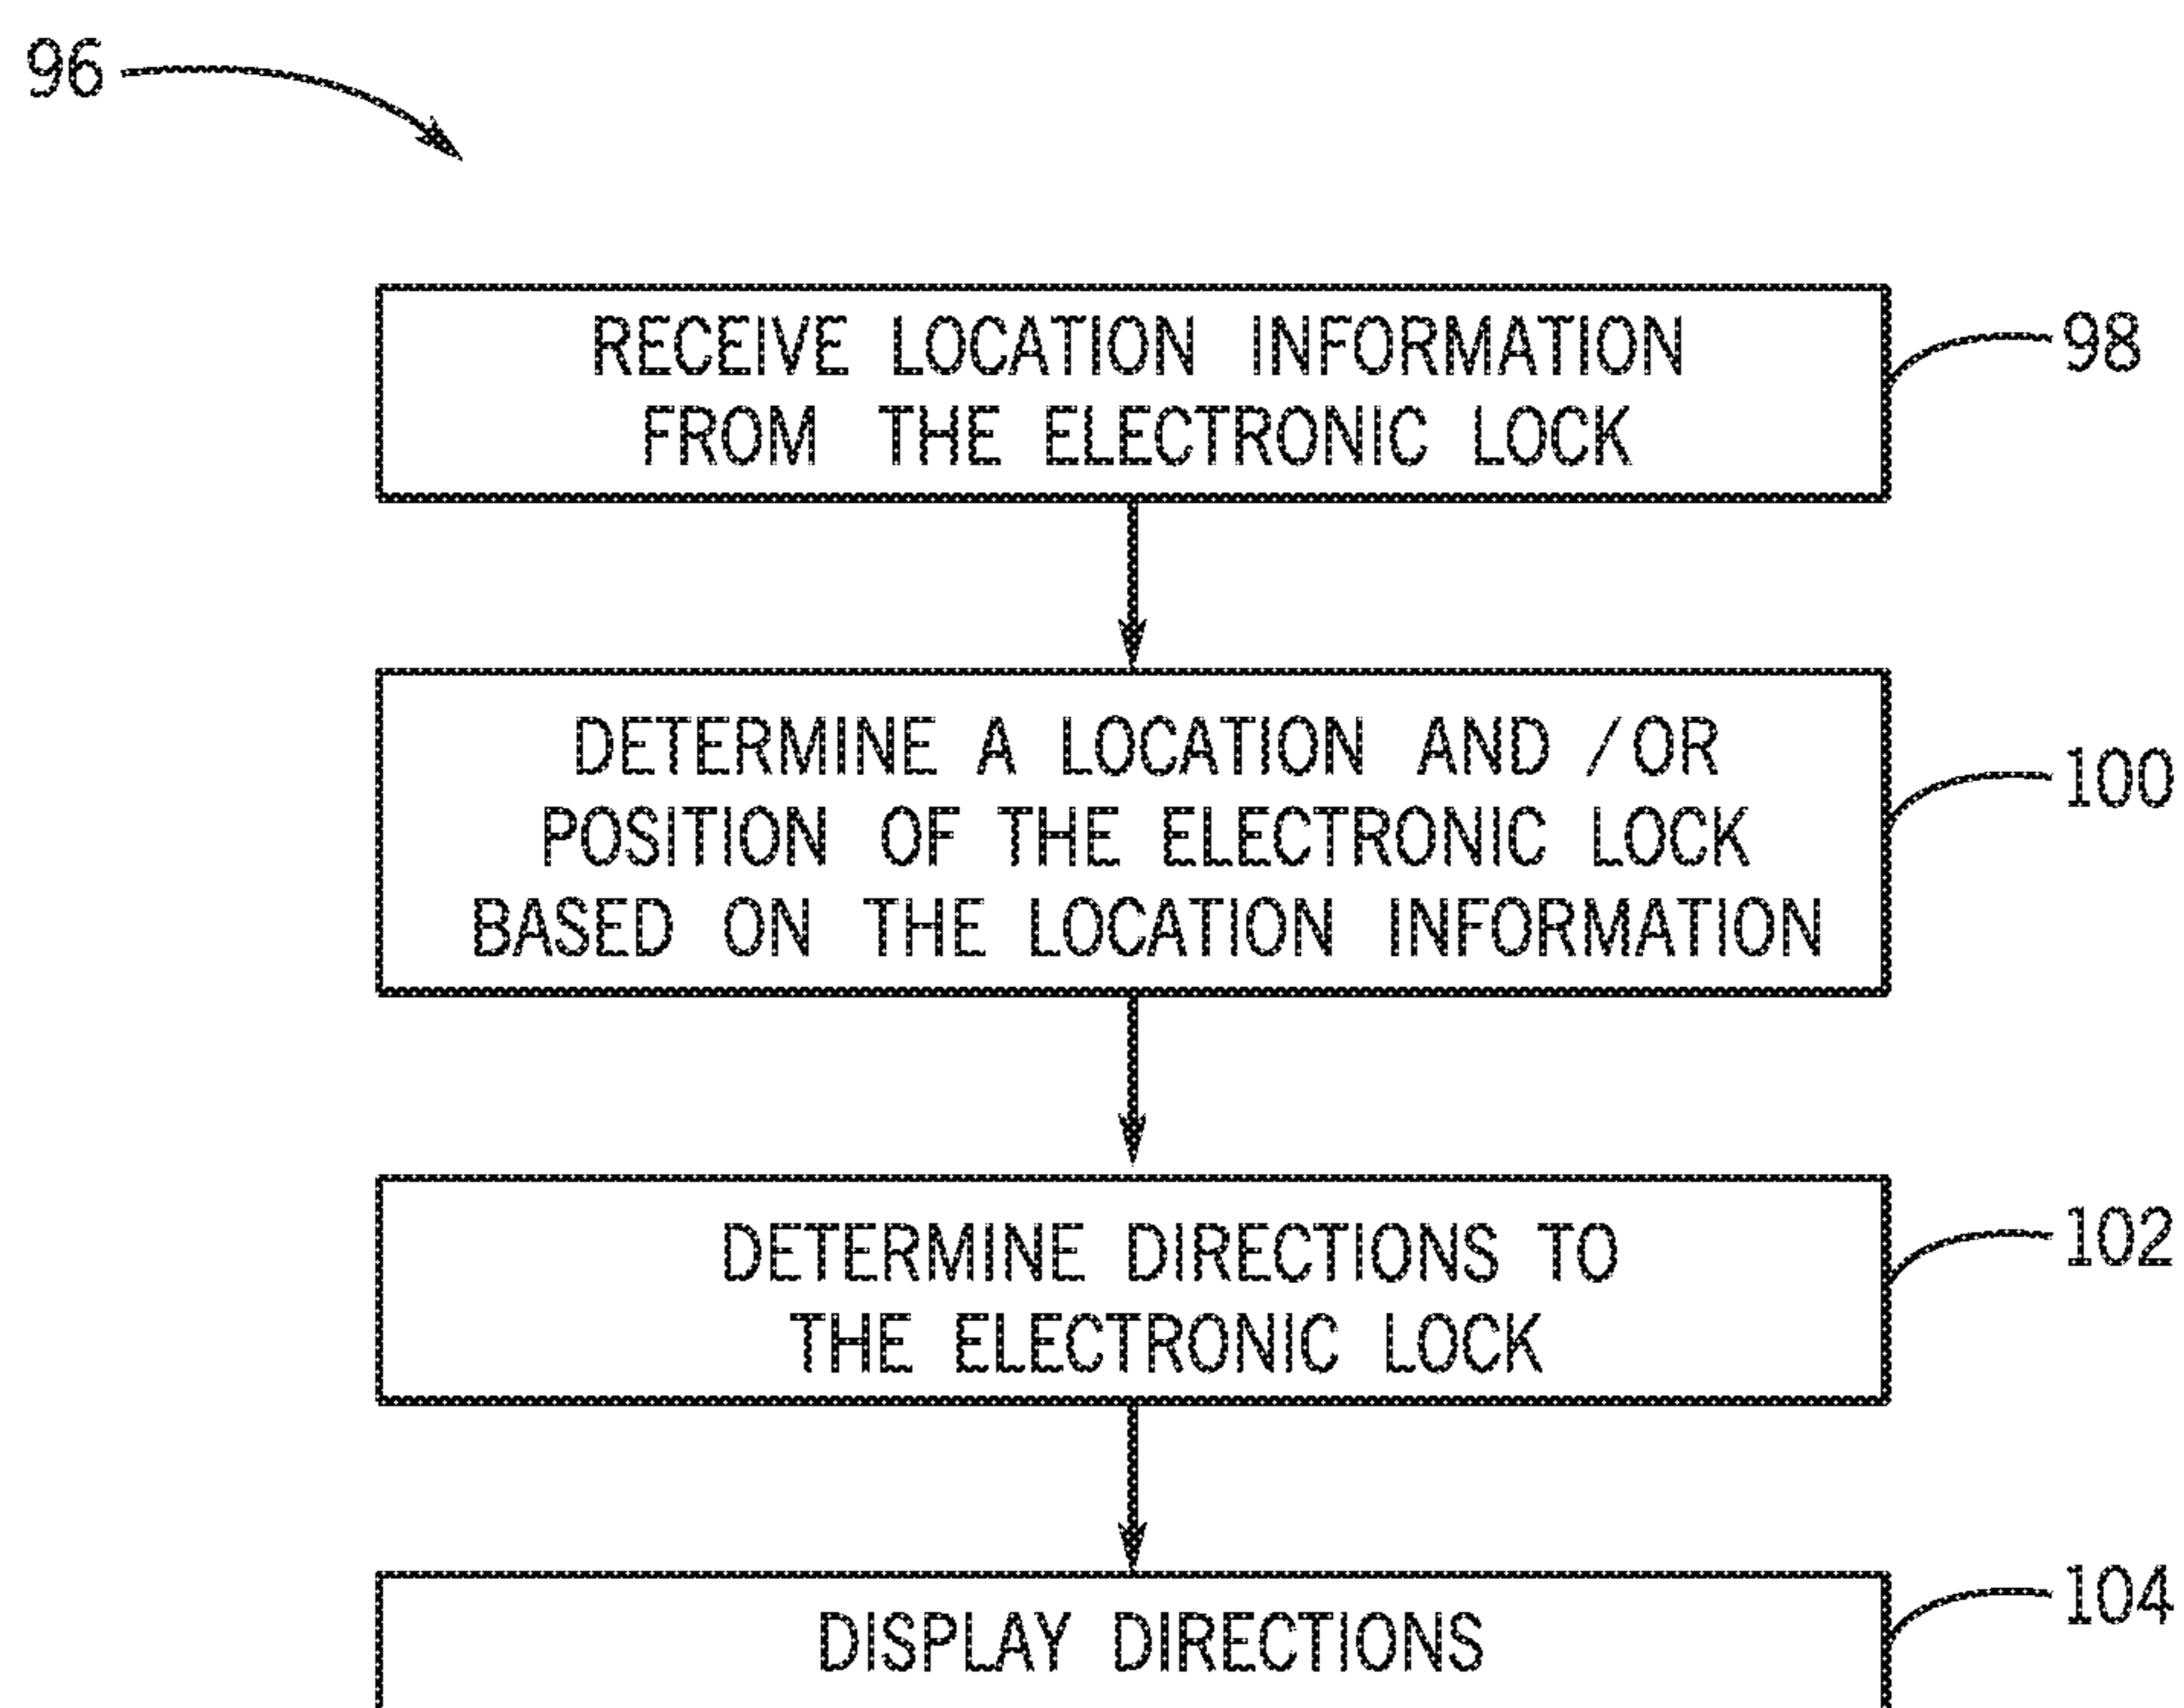 96
RECEIVE LOCATION INFORMATION
FROM THE ELECTRONIC LOCK
98
DETERMINE A LOCATION AND /OR
POSITION OF THE ELECTRONIC LOCK
BASED ON THE LOCATION INFORMATION
100
DETERMINE DIRECTIONS TO
THE ELECTRONIC LOCK
102
DISPLAY DIRECTIONS
104